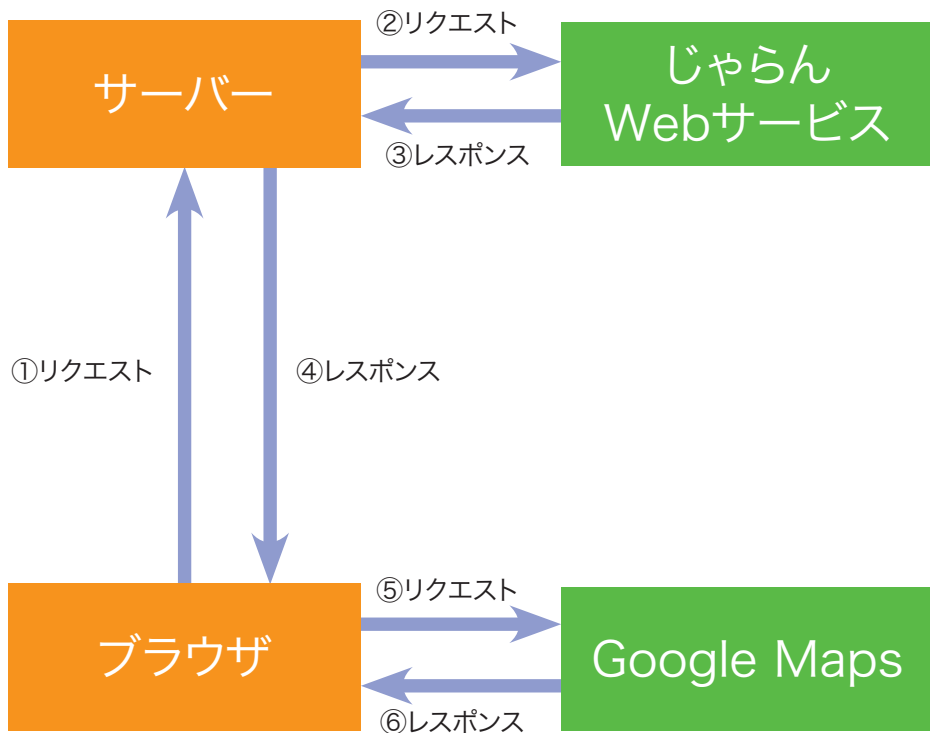 ②リクエスト
サーバー
じゃらん
Webサービス
③レスポンス
①リクエスト
④レスポンス
⑤リクエスト
ブラウザ
Google Maps
⑥レスポンス